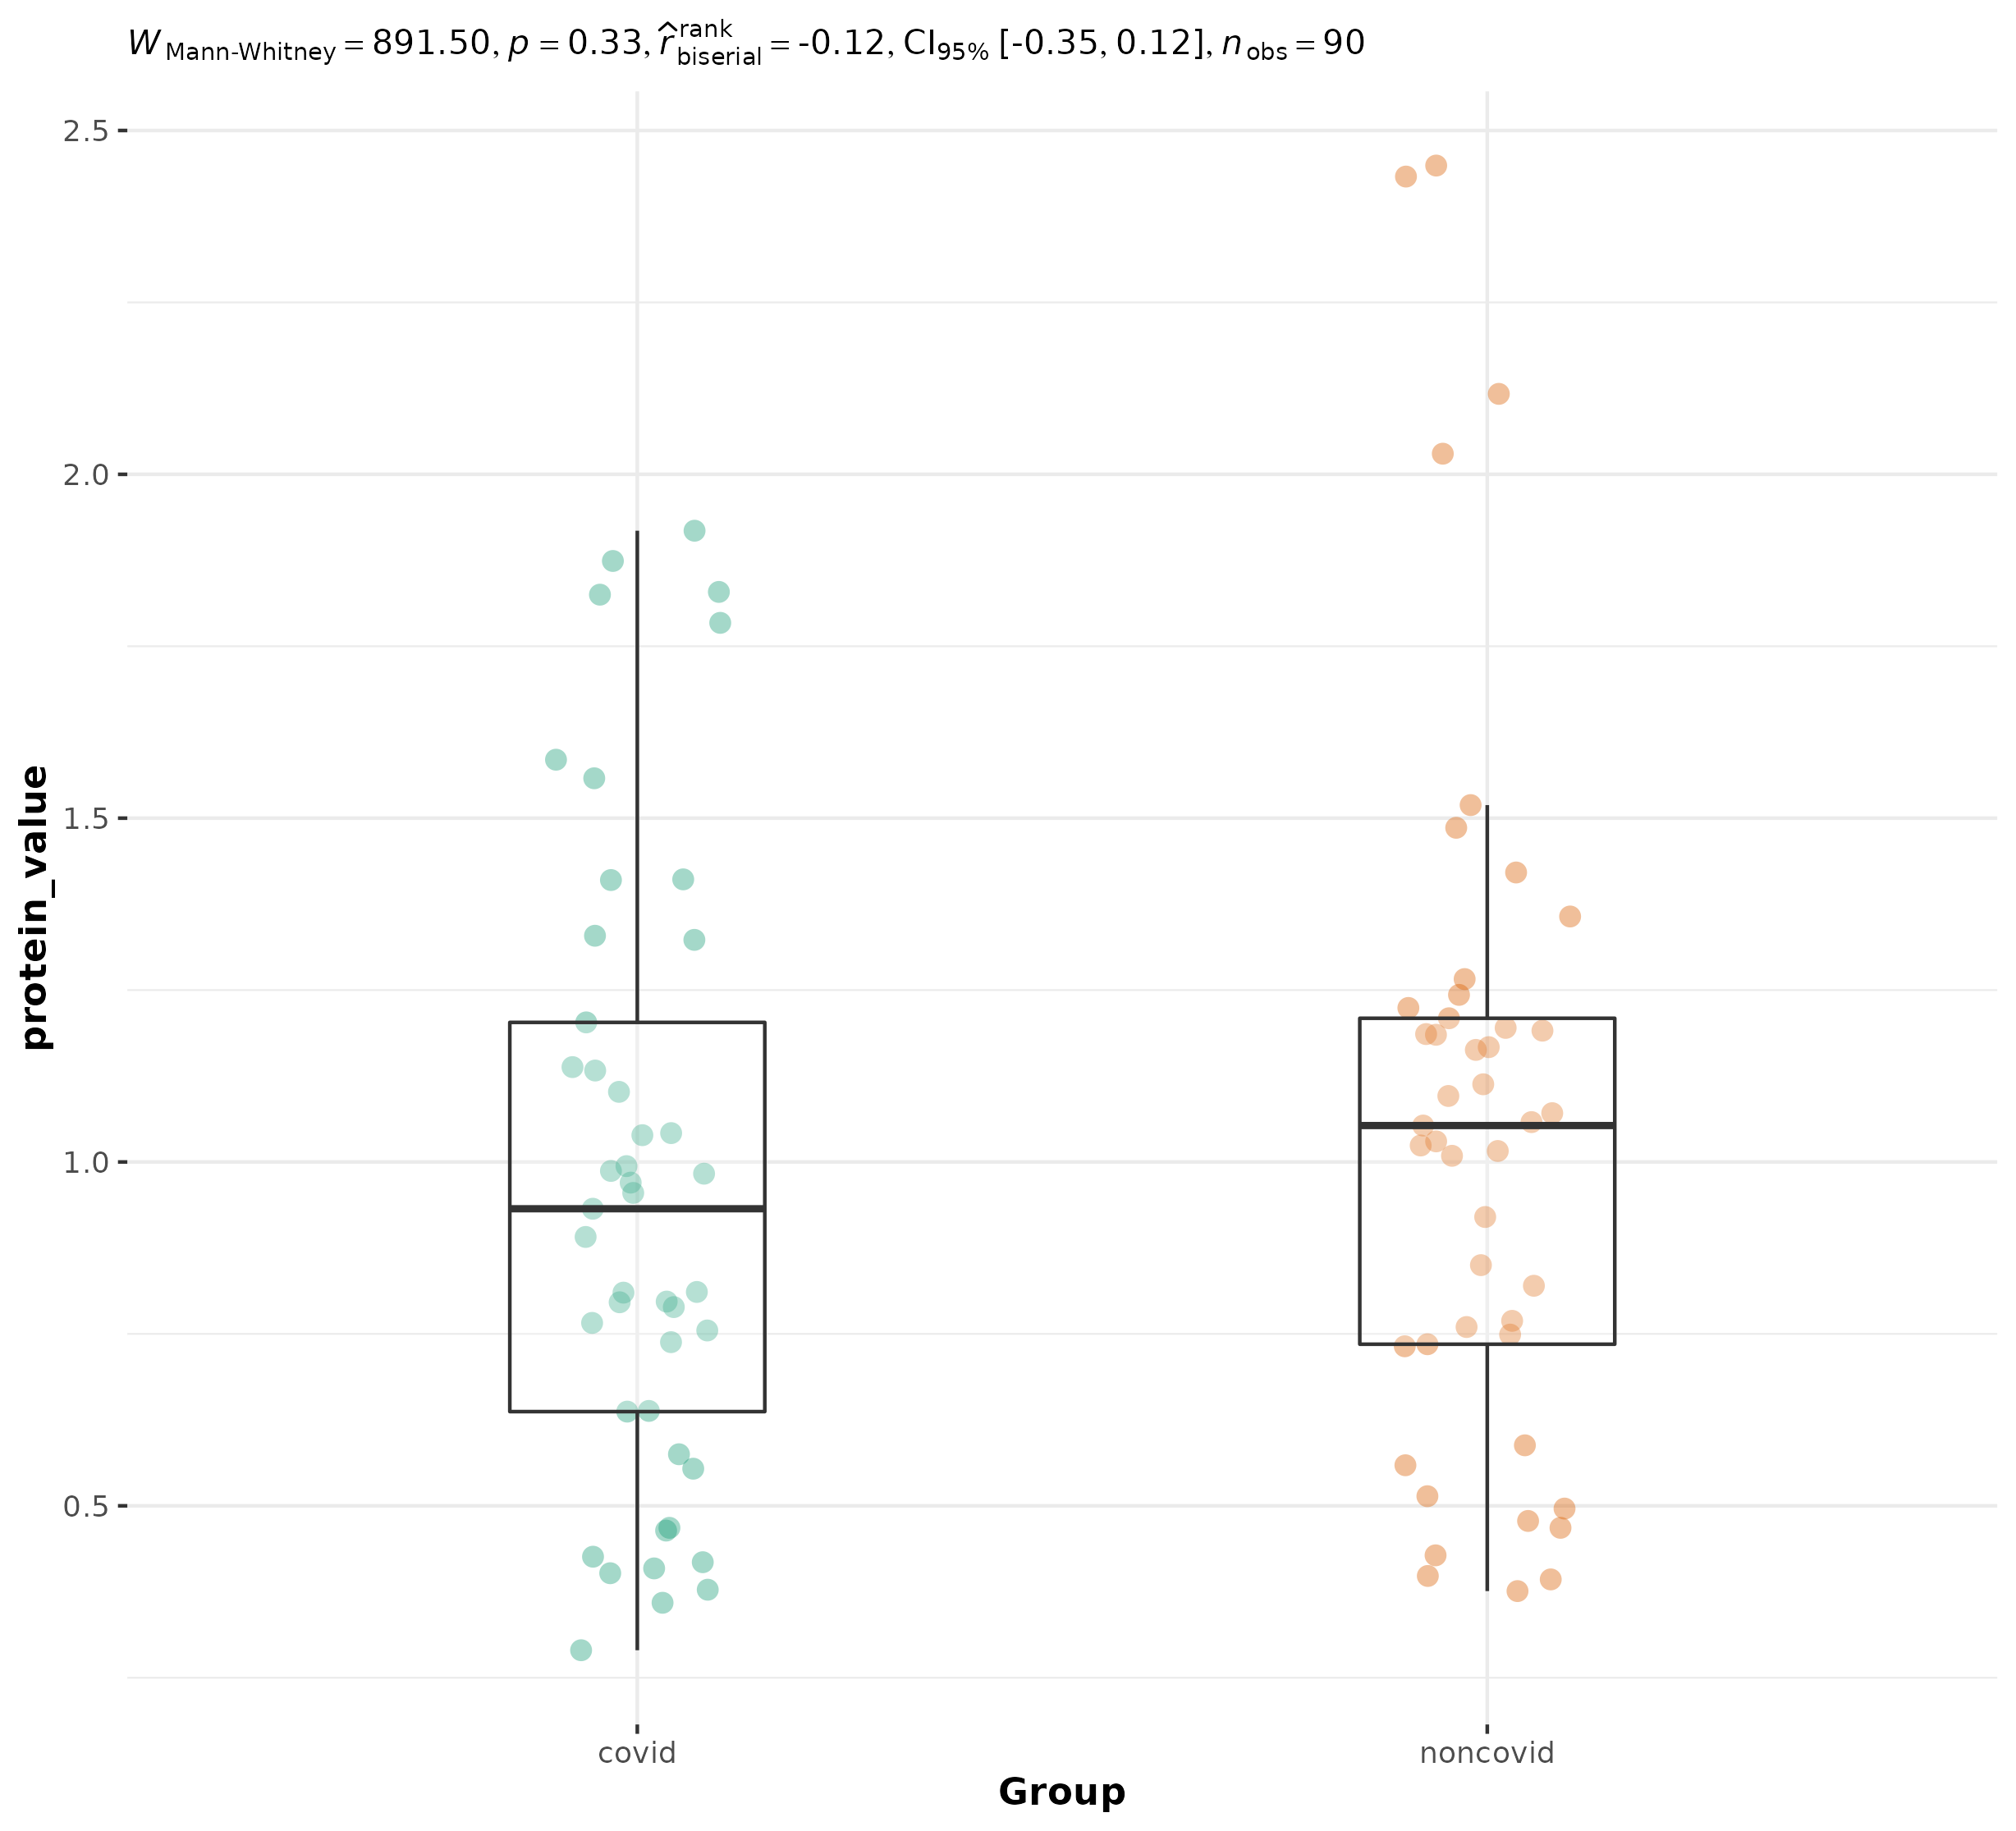 W Mann-Whitney = 891.50, p = 0.33, r̂ rank biserial = -0.12, CI95% [-0.35, 0.12], n obs = 90
2.5
2.0
1.5
1.0
0.5
protein_value
covid noncovid
Group